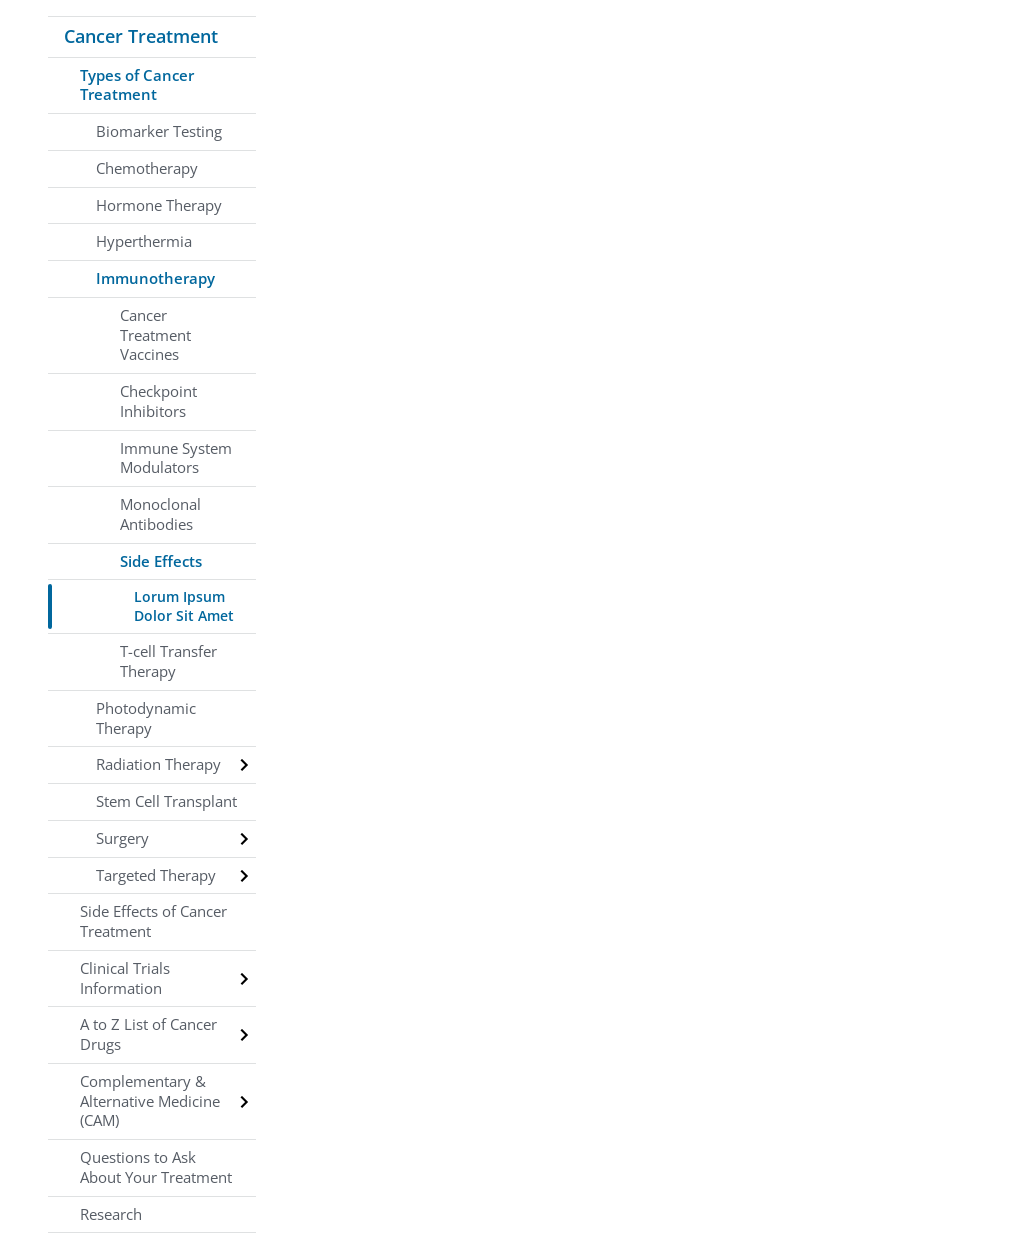 Cancer Treatment
Types of Cancer
Treatment
Biomarker Testing
Chemotherapy
Hormone Therapy
Hyperthermia
Immunotherapy
Cancer
Treatment
Vaccines
Checkpoint
Inhibitors
Immune System
Modulators
Monoclonal
Antibodies
Side Effects
Lorum Ipsum
Dolor Sit Amet
T-cell Transfer
Therapy
Photodynamic
Therapy
Radiation Therapy
Stem Cell Transplant
Surgery
Targeted Therapy
Side Effects of Cancer
Treatment
Clinical Trials
Information
A to Z List of Cancer
Drugs
Complementary &
Alternative Medicine
(CAM)
Questions to Ask
About Your Treatment
Research